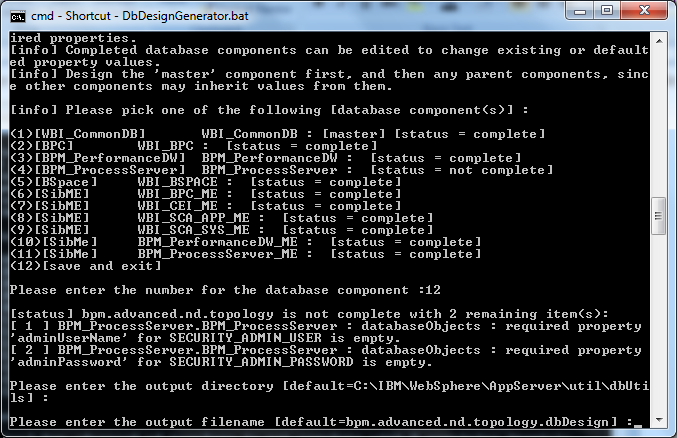 cmd - Shortcut - DbDesignGenerator.bat
ired properties.
[info] Completed database components can be edited to change existing or default
ed property values.
[info] Design the 'master' component first, and then any parent components, sinc
e other components may inherit values from them.
[info] Please pick one of the following [database component(s)] :
(1)[WBI_CommonDB] WBI_CommonDB : [master] [status = complete]
(2)[BPC] WBI_BPC : [status = complete]
(3)[BPM_PerformanceDW] BPM_PerformanceDW : [status = complete]
(4)[BPM_ProcessServer] BPM_ProcessServer : [status = not complete]
(5)[BSpace] WBI_BSPACE : [status = complete]
(6)[SibME] WBI_BPC_ME : [status = complete]
(7)[SibME] WBI_CEI_ME : [status = complete]
(8)[SibME] WBI_SCA_APP_ME : [status = complete]
(9)[SibME] WBI_SCA_SYS_ME : [status = complete]
(10)[SibMe] BPM_PerformanceDW_ME : [status = complete]
(11)[SibMe] BPM_ProcessServer_ME : [status = complete]
(12)[save and exit]
Please enter the number for the database component :12
[status] bpm.advanced.nd.topology is not complete with 2 remaining item(s):
[ 1 ] BPM_ProcessServer.BPM_ProcessServer : databaseObjects : required property
'adminUserName' for SECURITY_ADMIN_USER is empty.
[ 2 ] BPM_ProcessServer.BPM_ProcessServer : databaseObjects : required property
'adminPassword' for SECURITY_ADMIN_PASSWORD is empty.
Please enter the output directory [default=C:\IBM\WebSphere\AppServer\util\dbUti
ls] :
Please enter the output filename [default=bpm.advanced.nd.topology.dbDesign] :